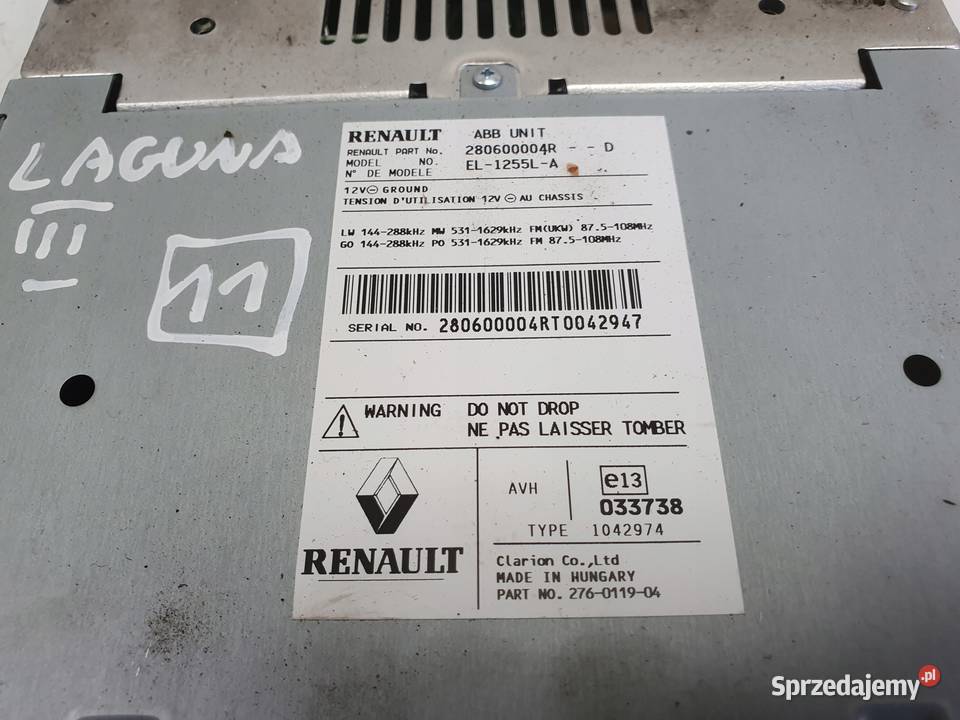 LAGUNA
III
11
RENAULT ABB UNIT
RENAULT PART No. 280600004R - - D
MODEL NO. EL-1255L-A
N° DE MODELE
12V⊖ GROUND
TENSION D'UTILISATION 12V ⊖ AU CHASSIS
LW 144-288kHz MW 531-1629kHz FM(UKW) 87.5-108MHz
GO 144-288kHz PO 531-1629kHz FM 87.5-108MHz
SERIAL NO. 280600004RT0042947
WARNING DO NOT DROP
NE PAS LAISSER TOMBER
AVH e13
033738
TYPE 1042974
RENAULT
Clarion Co.,Ltd
MADE IN HUNGARY
PART NO. 276-0119-04
Sprzedajemy.pl